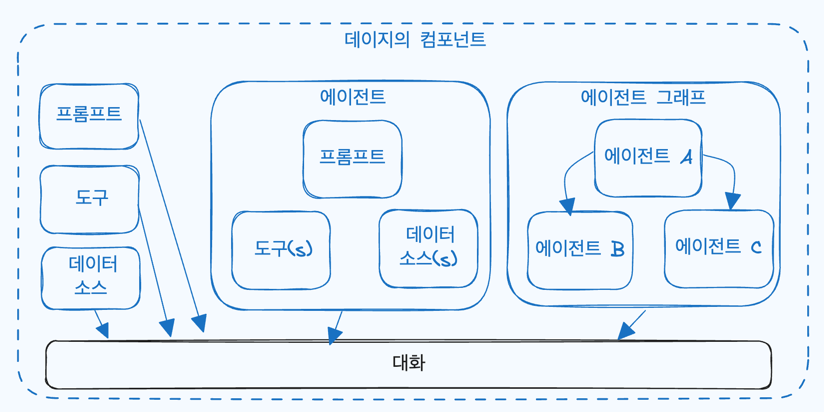 데이지의 컴포넌트
프롬프트
도구
데이터
소스
에이전트
프롬프트
도구(s)
데이터
소스(s)
에이전트 그래프
에이전트 A
에이전트 B
에이전트 C
대화